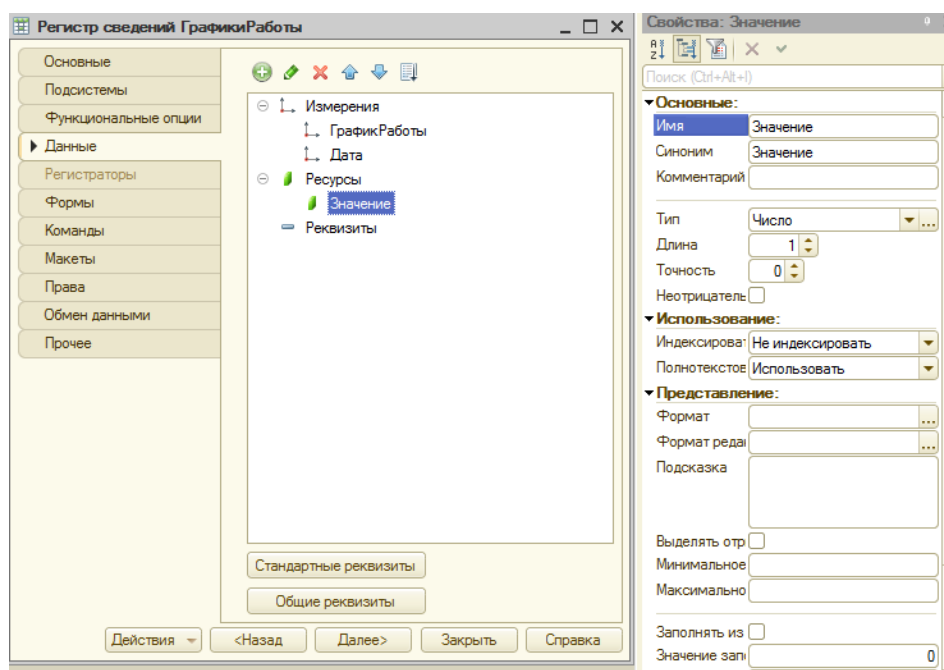 Регистр сведений ГрафикиРаботы
Основные
Подсистемы
Функциональные опции
Данные
Регистраторы
Формы
Команды
Макеты
Права
Обмен данными
Прочее
Измерения
ГрафикРаботы
Дата
Ресурсы
Значение
Реквизиты
Стандартные реквизиты
Общие реквизиты
Действия
<Назад
Далее>
Закрыть
Справка
Свойства: Значение
Поиск (Ctrl+Alt+I)
Основные:
Имя Значение
Синоним Значение
Комментарий
Тип Число
Длина 1
Точность 0
Неотрицатель
Использование:
Индексироват Не индексировать
Полнотекстов Использовать
Представление:
Формат
Формат редак
Подсказка
Выделять отр
Минимальное
Максимально
Заполнять из
Значение запо 0